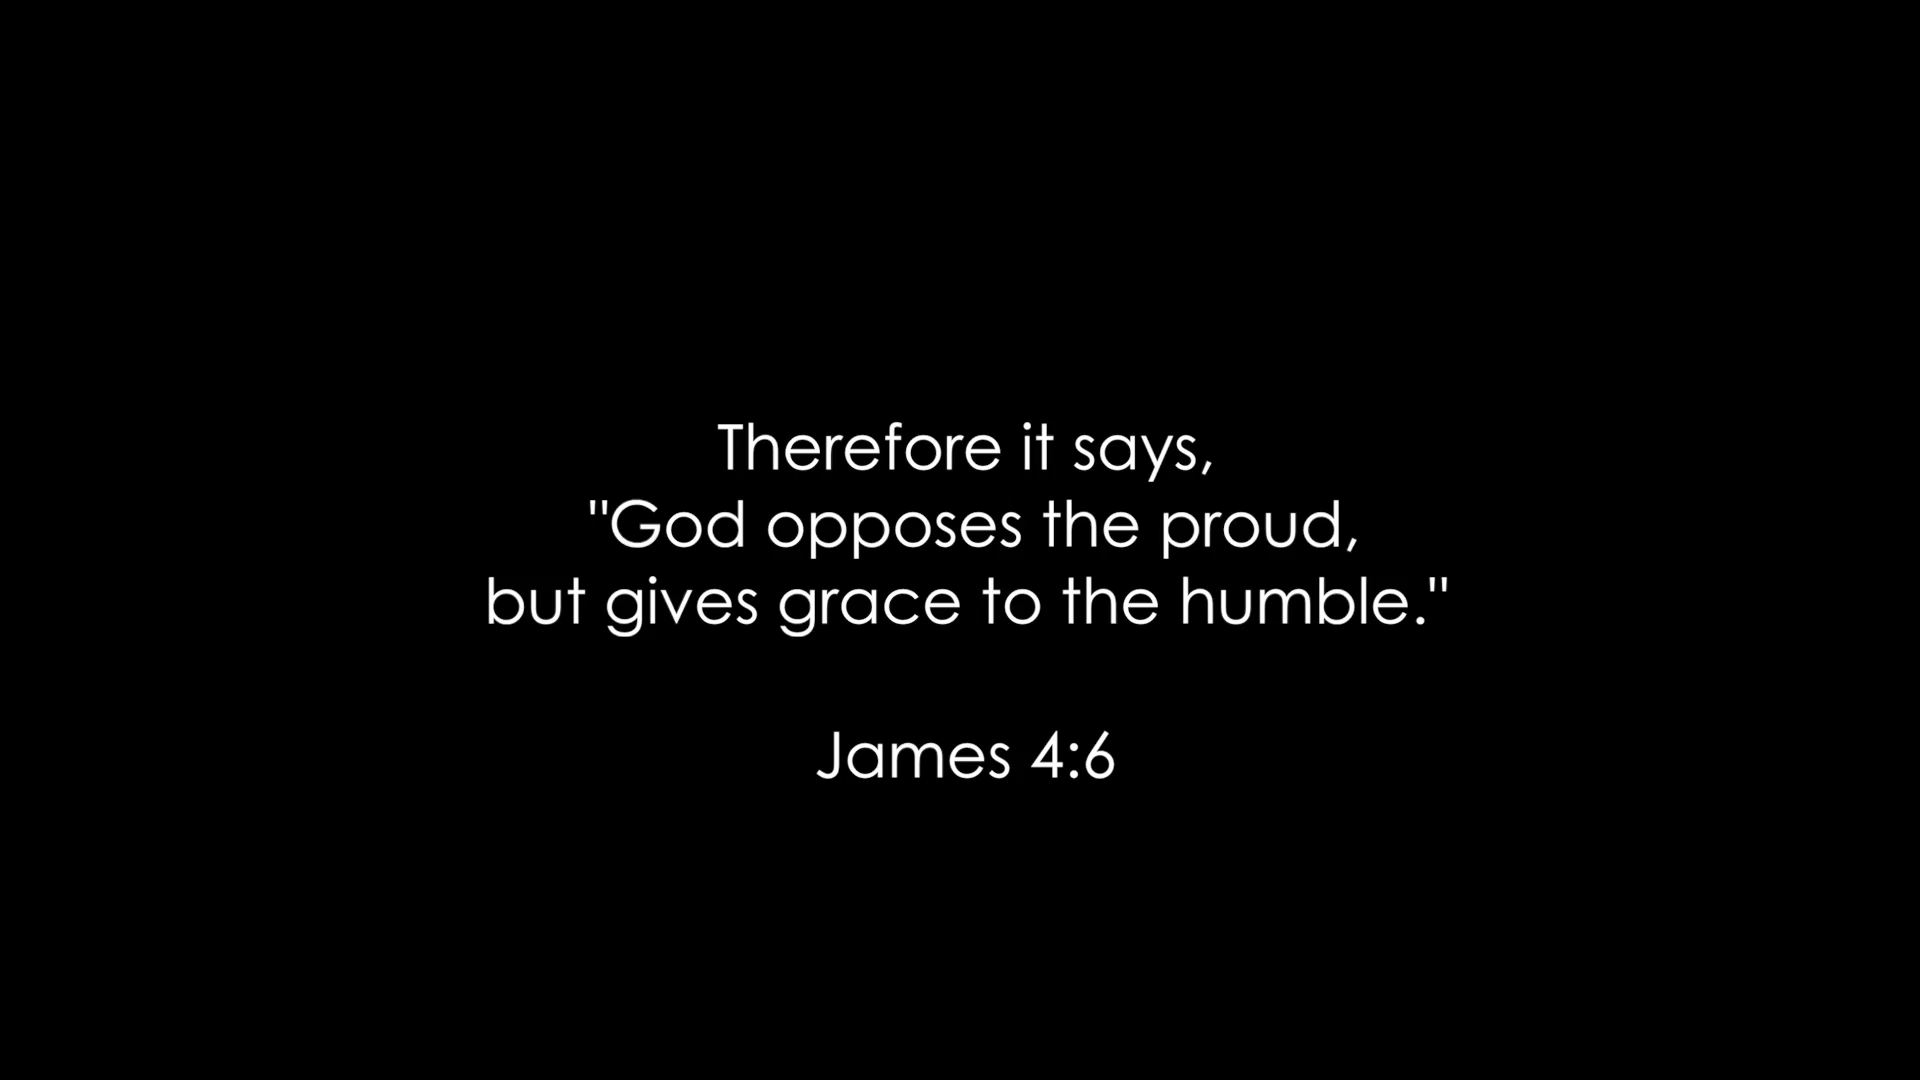 Therefore it says,
"God opposes the proud,
but gives grace to the humble."
James 4:6